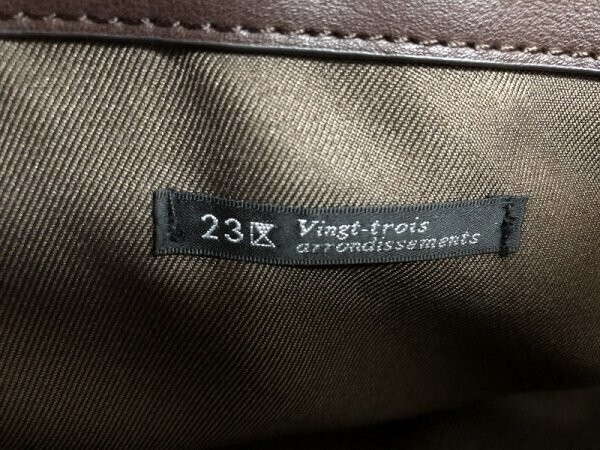 23区 Vingt-trois
arrondissements